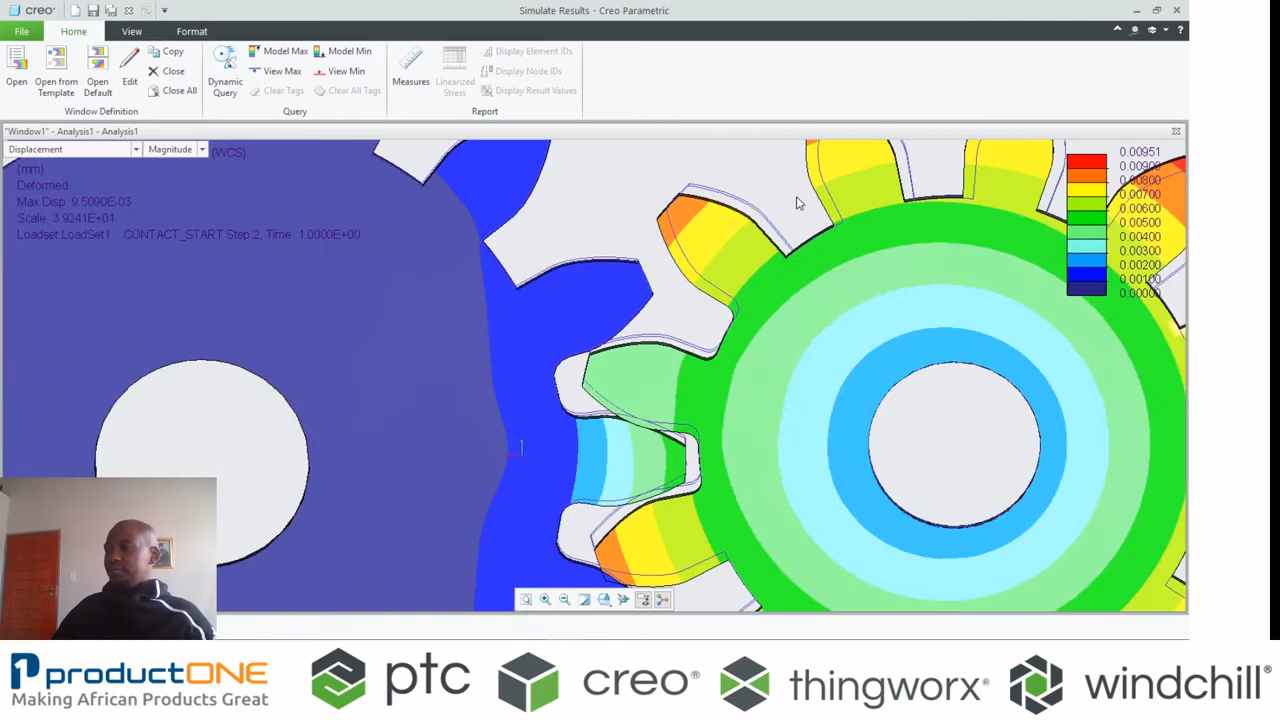 creo
Simulate Results - Creo Parametric
File Home View Format
Open
Open from Template
Open Default
Edit
Copy
Close
Close All
Window Definition
Dynamic Query
Model Max
Model Min
View Max
View Min
Clear Tags
Clear All Tags
Query
Measures
Linearized Stress
Display Element IDs
Display Node IDs
Display Result Values
Report
"Window1" - Analysis1 - Analysis1
Displacement Magnitude (WCS)
(mm)
Deformed
Max Disp 9.5090E-03
Scale 3.9241E+01
Loadset:LoadSet1 CONTACT_START Step 2, Time 1.0000E+00
0.00951
0.00900
0.00800
0.00700
0.00600
0.00500
0.00400
0.00300
0.00200
0.00100
0.00000
productONE
Making African Products Great
ptc
creo®
thingworx®
windchill®